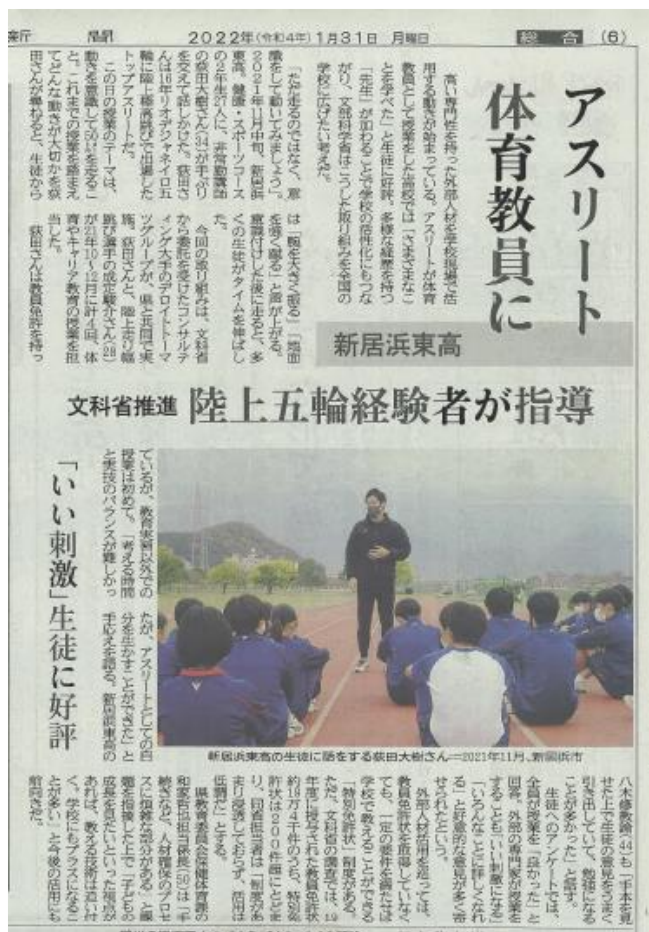 2022年(令和4年)1月31日 月曜日
総合 (6)
アスリート
体育教員に
新居浜東高
文科省推進 陸上五輪経験者が指導
「いい刺激」生徒に好評
高い専門性を持った外部人材を学校現場で活
用する動きが始まっている。アスリートが体育
教員として授業をした高校では「さまざまなこ
とを学べた」と生徒に好評。多様な経歴を持つ
「先生」が加わることで学校の活性化にもつな
がり、文部科学省はこうした取り組みを全国の
学校に広げたい考えだ。
「ただ走るのではなく、意
識をして動いてみましょう」。
2021年11月中旬、新居浜
東高。健康・スポーツコース
の2年生27人に、非常勤講師
の荻田大樹さん(34)が手ぶり
を交えて話しかけた。荻田さ
んは16年リオデジャネイロ五
輪に陸上棒高跳びで出場した
トップアスリートだ。
この日の授業のテーマは、
動きを意識して50㍍を走るこ
と。これまでの授業を踏まえ
てどんな動きが大切かを荻
田さんが尋ねると、生徒から
は「腕を大きく振る」「地面
を強く蹴る」と声が上がる。
意識付けした後に走ると、多
くの生徒がタイムを伸ばし
た。
今回の取り組みは、文科省
から委託を受けたコンサルテ
ィング大手のデロイトトーマ
ツグループが、県と共同で実
施。荻田さんと、陸上走り幅
跳び選手の成定駿介さん(28)
が21年10〜12月に計4回、体
育やキャリア教育の授業を担
当した。
荻田さんは教員免許を持っ
ているが、教育実習以外での
授業は初めて。「考える時間
と実技のバランスが難しかっ
たが、アスリートとしての自
分を生かすことができた」と
手応えを語る。新居浜東高の
新居浜東高の生徒に話をする荻田大樹さん=2021年11月、新居浜市
八木修教諭(44)も「手本を見
せた上で生徒の意見をうまく
引き出していて、勉強になる
ことが多かった」と話す。
生徒へのアンケートでは、
全員が授業を「良かった」と
回答。外部の専門家が授業を
することも「いい刺激になる」
「いろんなことに詳しくなれ
る」と好意的な意見が多く寄
せられたという。
外部人材活用を巡っては、
教員免許状を取得していなく
ても、一定の要件を満たせば
学校で教えることができる
「特別免許状」制度がある。
ただ、文科省の調査では、19
年度に授与された教員免許状
約19万4千件のうち、特別免
許状は200件程にとどま
り、同省担当者は「制度があ
まり浸透しておらず、活用は
低調だ」とする。
県教育委員会保健体育課の
和家哲也担当係長(50)は「手
続きなど、人材確保のプロセ
スに煩雑な部分がある」と課
題を指摘した上で「子どもの
成長を見たいといった視点が
あれば、教える技術は追い付
く。学校にもプラスになるこ
とが多い」と今後の活用にも
前向きだ。